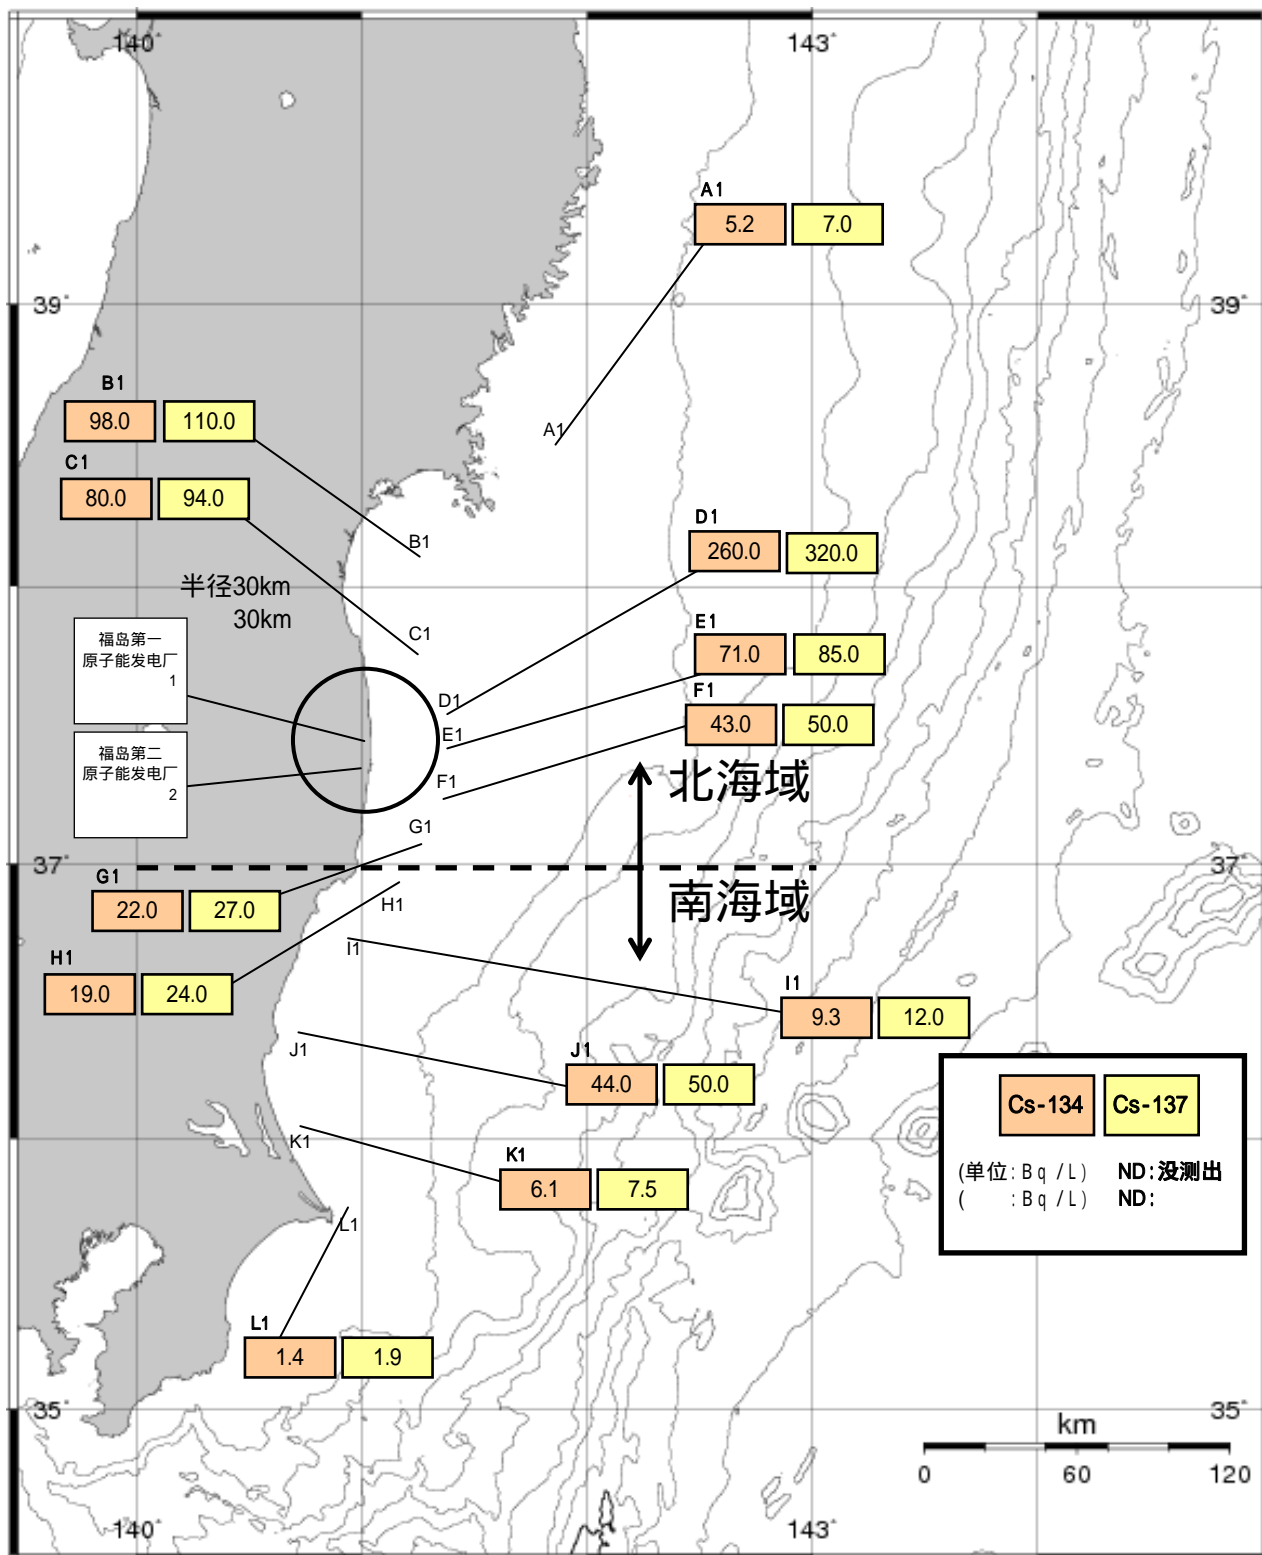 140°
143°
A1
5.2
7.0
39°
39°
B1
98.0
110.0
A1
C1
80.0
94.0
D1
260.0
320.0
B1
半径30km
30km
C1
E1
71.0
85.0
福岛第一
原子能发电厂
1
F1
43.0
50.0
D1
E1
福岛第二
原子能发电厂
2
F1
北海域
G1
37°
37°
G1
22.0
27.0
南海域
H1
I1
H1
19.0
24.0
I1
9.3
12.0
J1
J1
44.0
50.0
Cs-134
Cs-137
K1
K1
6.1
7.5
(单位:Bq/L) ND:没测出
( :Bq/L) ND:
L1
L1
1.4
1.9
35°
35°
km
0
60
120
140°
143°